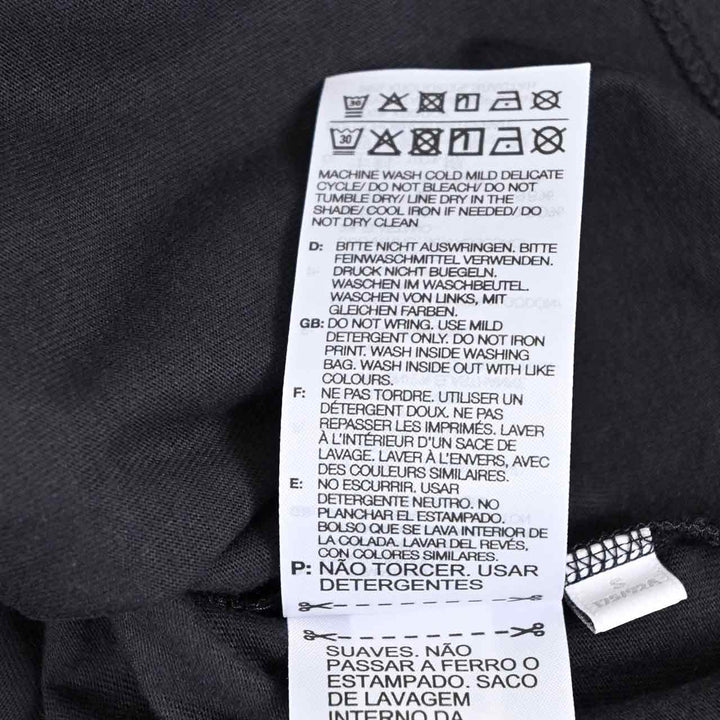 30
30
MACHINE WASH COLD MILD DELICATE
CYCLE/ DO NOT BLEACH/ DO NOT
TUMBLE DRY/ LINE DRY IN THE
SHADE/ COOL IRON IF NEEDED/ DO
NOT DRY CLEAN
D: BITTE NICHT AUSWRINGEN. BITTE
FEINWASCHMITTEL VERWENDEN.
DRUCK NICHT BUEGELN.
WASCHEN IM WASCHBEUTEL.
WASCHEN VON LINKS, MIT
GLEICHEN FARBEN.
GB: DO NOT WRING. USE MILD
DETERGENT ONLY. DO NOT IRON
PRINT. WASH INSIDE WASHING
BAG. WASH INSIDE OUT WITH LIKE
COLOURS.
F: NE PAS TORDRE. UTILISER UN
DÉTERGENT DOUX. NE PAS
REPASSER LES IMPRIMÉS. LAVER
À L'INTÉRIEUR D'UN SACE DE
LAVAGE. LAVER À L'ENVERS, AVEC
DES COULEURS SIMILAIRES.
E: NO ESCURRIR. USAR
DETERGENTE NEUTRO. NO
PLANCHAR EL ESTAMPADO.
BOLSO QUE SE LAVA INTERIOR DE
LA COLADA. LAVAR DEL REVÉS,
CON COLORES SIMILARES.
P: NÃO TORCER. USAR
DETERGENTES
SUAVES. NÃO
PASSAR A FERRO O
ESTAMPADO. SACO
DE LAVAGEM
INTERNO DA